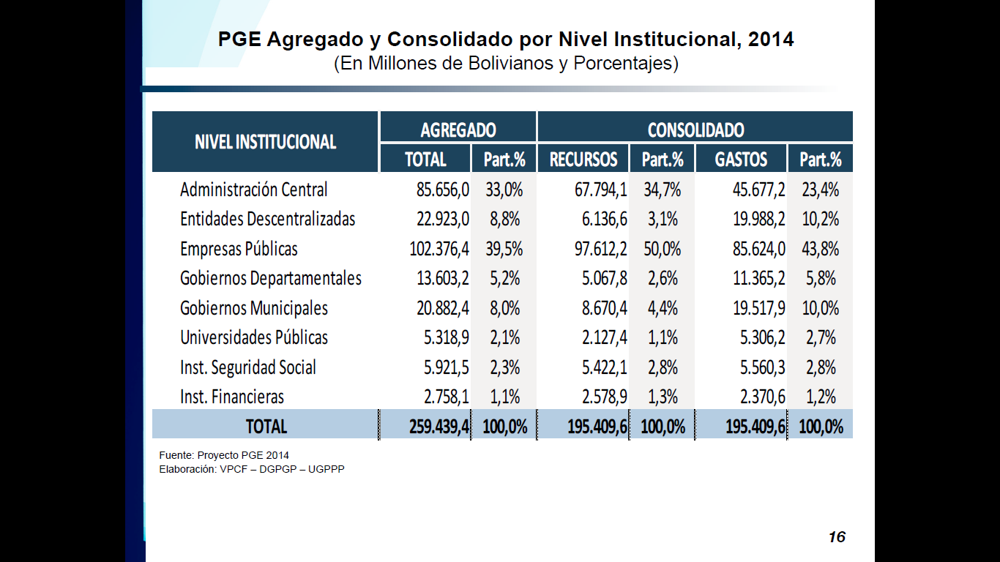 PGE Agregado y Consolidado por Nivel Institucional, 2014
(En Millones de Bolivianos y Porcentajes)
NIVEL INSTITUCIONAL AGREGADO CONSOLIDADO
TOTAL Part.% RECURSOS Part.% GASTOS Part.%
Administración Central 85.656,0 33,0% 67.794,1 34,7% 45.677,2 23,4%
Entidades Descentralizadas 22.923,0 8,8% 6.136,6 3,1% 19.988,2 10,2%
Empresas Públicas 102.376,4 39,5% 97.612,2 50,0% 85.624,0 43,8%
Gobiernos Departamentales 13.603,2 5,2% 5.067,8 2,6% 11.365,2 5,8%
Gobiernos Municipales 20.882,4 8,0% 8.670,4 4,4% 19.517,9 10,0%
Universidades Públicas 5.318,9 2,1% 2.127,4 1,1% 5.306,2 2,7%
Inst. Seguridad Social 5.921,5 2,3% 5.422,1 2,8% 5.560,3 2,8%
Inst. Financieras 2.758,1 1,1% 2.578,9 1,3% 2.370,6 1,2%
TOTAL 259.439,4 100,0% 195.409,6 100,0% 195.409,6 100,0%
Fuente: Proyecto PGE 2014
Elaboración: VPCF – DGPGP – UGPPP
16